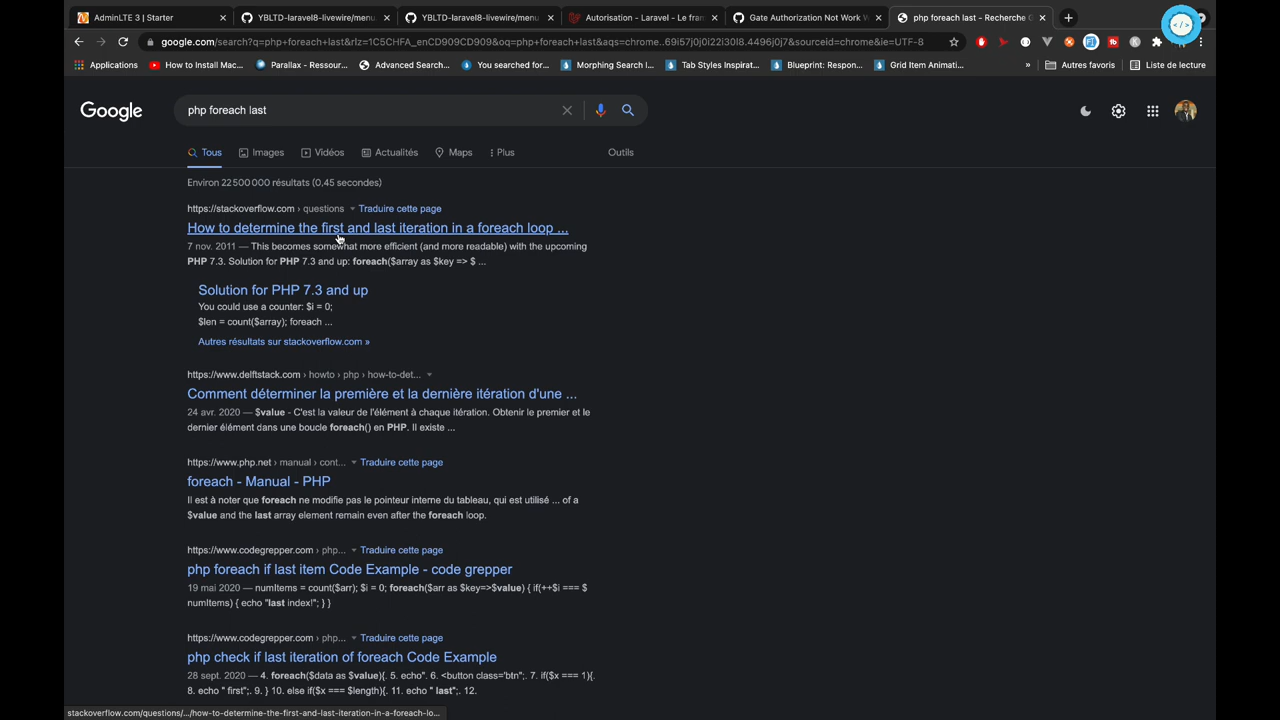 AdminLTE 3 | Starter
YBLTD-laravel8-livewire/menu.
YBLTD-laravel8-livewire/menu
Autorisation - Laravel - Le fran
Gate Authorization Not Work W
php foreach last - Recherche G
google.com/search?q=php+foreach+last&rlz=1C5CHFA_enCD909CD909&oq=php+foreach+last&aqs=chrome..69i57j0j0i22i30l8.4496j0j7&sourceid=chrome&ie=UTF-8
Applications
How to Install Mac...
Parallax - Ressour...
Advanced Search...
You searched for...
Morphing Search I...
Tab Styles Inspirat...
Blueprint: Respon...
Grid Item Animati...
»
Autres favoris
Liste de lecture
Google
php foreach last
Tous
Images
Vidéos
Actualités
Maps
Plus
Outils
Environ 22 500 000 résultats (0,45 secondes)
https://stackoverflow.com › questions
Traduire cette page
How to determine the first and last iteration in a foreach loop ...
7 nov. 2011 — This becomes somewhat more efficient (and more readable) with the upcoming
PHP 7.3. Solution for PHP 7.3 and up: foreach($array as $key => $ ...
Solution for PHP 7.3 and up
You could use a counter: $i = 0;
$len = count($array); foreach ...
Autres résultats sur stackoverflow.com »
https://www.delftstack.com › howto › php › how-to-det...
Comment déterminer la première et la dernière itération d'une ...
24 avr. 2020 — $value - C'est la valeur de l'élément à chaque itération. Obtenir le premier et le
dernier élément dans une boucle foreach() en PHP. Il existe ...
https://www.php.net › manual › cont...
Traduire cette page
foreach - Manual - PHP
Il est à noter que foreach ne modifie pas le pointeur interne du tableau, qui est utilisé ... of a
$value and the last array element remain even after the foreach loop.
https://www.codegrepper.com › php...
Traduire cette page
php foreach if last item Code Example - code grepper
19 mai 2020 — numItems = count($arr); $i = 0; foreach($arr as $key=>$value) { if(++$i === $
numItems) { echo "last index!"; } }
https://www.codegrepper.com › php...
Traduire cette page
php check if last iteration of foreach Code Example
28 sept. 2020 — 4. foreach($data as $value){. 5. echo". 6. <button class='btn";. 7. if($x === 1){.
8. echo " first";. 9. } 10. else if($x === $length){. 11. echo " last";. 12.
stackoverflow.com/questions/.../how-to-determine-the-first-and-last-iteration-in-a-foreach-lo...